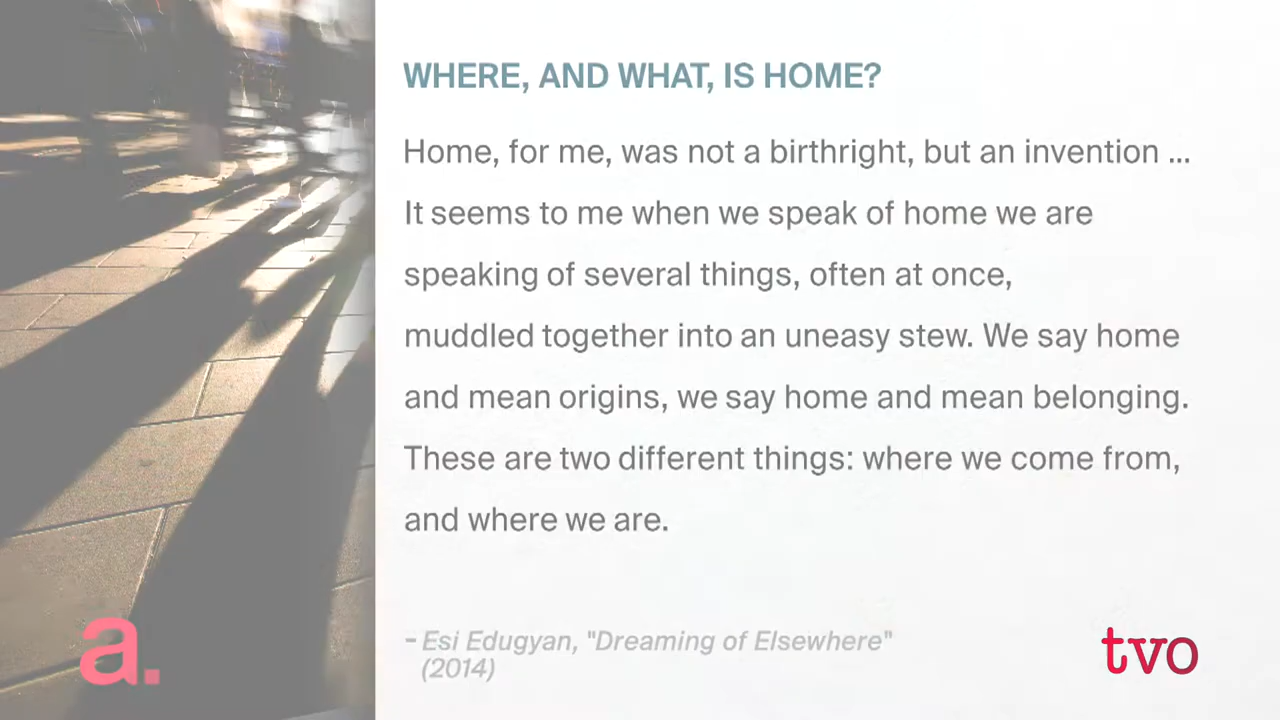 WHERE, AND WHAT, IS HOME?
Home, for me, was not a birthright, but an invention ...
It seems to me when we speak of home we are
speaking of several things, often at once,
muddled together into an uneasy stew. We say home
and mean origins, we say home and mean belonging.
These are two different things: where we come from,
and where we are.
- Esi Edugyan, "Dreaming of Elsewhere"
(2014)
a.
tvo